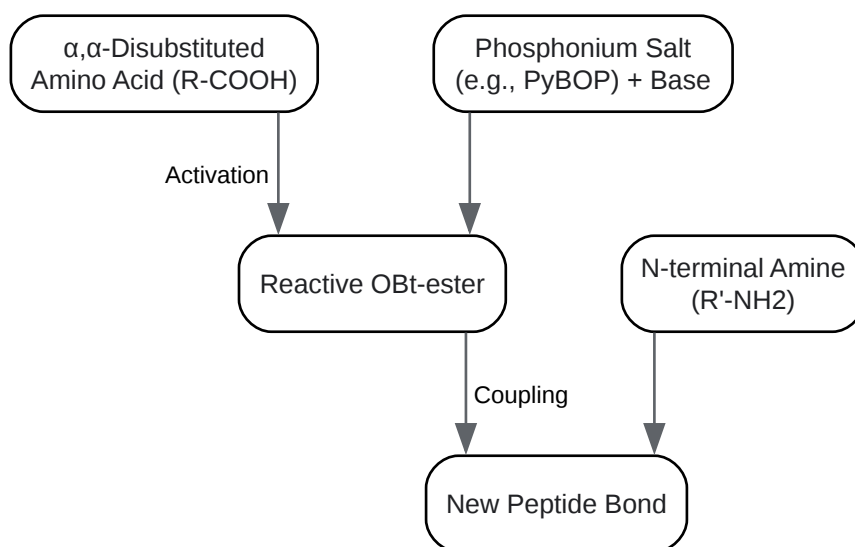 α,α-Disubstituted
Amino Acid (R-COOH)
Phosphonium Salt
(e.g., PyBOP) + Base
Activation
Reactive OBt-ester
N-terminal Amine
(R'-NH2)
Coupling
New Peptide Bond